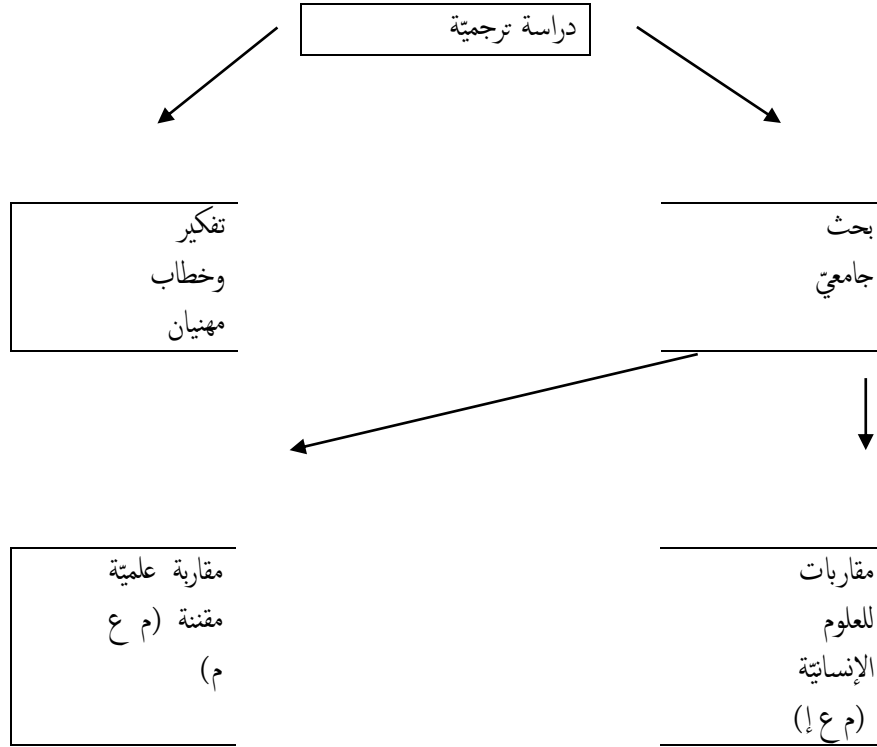 دراسة ترجميّة
بحث
جامعيّ
تفكير
وخطاب
مهنيان
مقاربات
للعلوم
الإنسانيّة
(م ع إ)
مقاربة علميّة
مقننة (م ع
م)